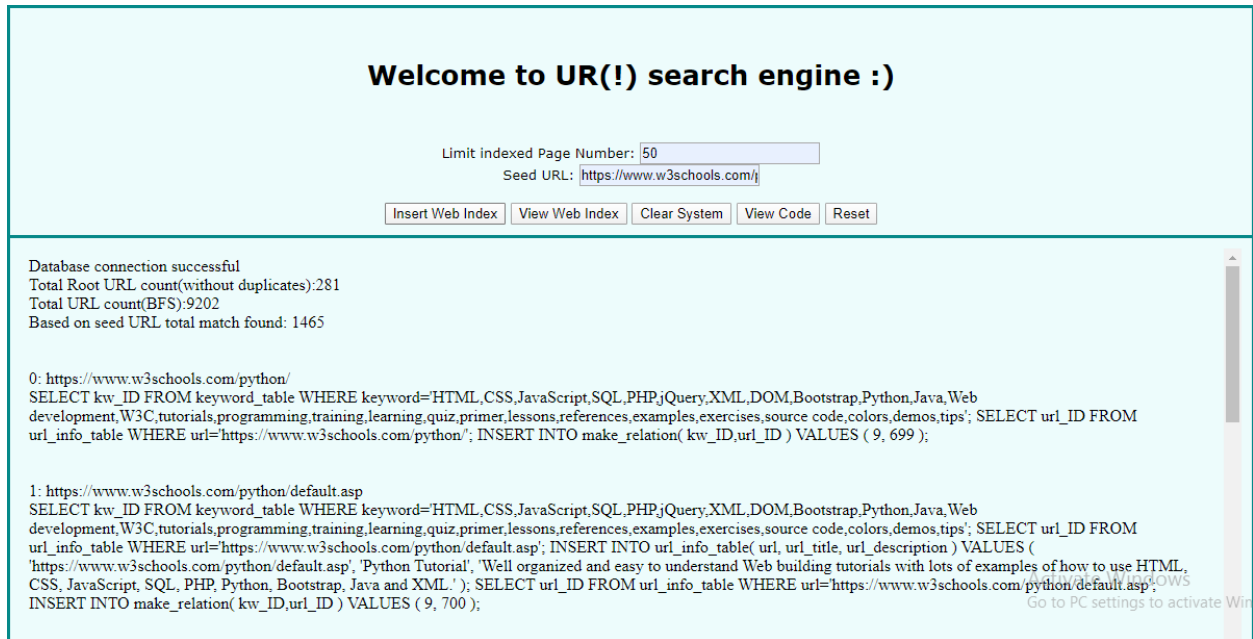 Welcome to UR(!) search engine :)
Limit indexed Page Number: 50
Seed URL: https://www.w3schools.com/p
Insert Web Index View Web Index Clear System View Code Reset
Database connection successful
Total Root URL count(without duplicates):281
Total URL count(BFS):9202
Based on seed URL total match found: 1465
0: https://www.w3schools.com/python/
SELECT kw_ID FROM keyword_table WHERE keyword='HTML,CSS,JavaScript,SQL,PHP,jQuery,XML,DOM,Bootstrap,Python,Java,Web
development,W3C,tutorials,programming,training,learning,quiz,primer,lessons,references,examples,exercises,source code,colors,demos,tips'; SELECT url_ID FROM
url_info_table WHERE url='https://www.w3schools.com/python/'; INSERT INTO make_relation( kw_ID,url_ID ) VALUES ( 9, 699 );
1: https://www.w3schools.com/python/default.asp
SELECT kw_ID FROM keyword_table WHERE keyword='HTML,CSS,JavaScript,SQL,PHP,jQuery,XML,DOM,Bootstrap,Python,Java,Web
development,W3C,tutorials,programming,training,learning,quiz,primer,lessons,references,examples,exercises,source code,colors,demos,tips'; SELECT url_ID FROM
url_info_table WHERE url='https://www.w3schools.com/python/default.asp'; INSERT INTO url_info_table( url, url_title, url_description ) VALUES (
'https://www.w3schools.com/python/default.asp', 'Python Tutorial', 'Well organized and easy to understand Web building tutorials with lots of examples of how to use HTML,
CSS, JavaScript, SQL, PHP, Python, Bootstrap, Java and XML.' ); SELECT url_ID FROM url_info_table WHERE url='https://www.w3schools.com/python/default.asp';
INSERT INTO make_relation( kw_ID,url_ID ) VALUES ( 9, 700 );
Activate Windows
Go to PC settings to activate Win